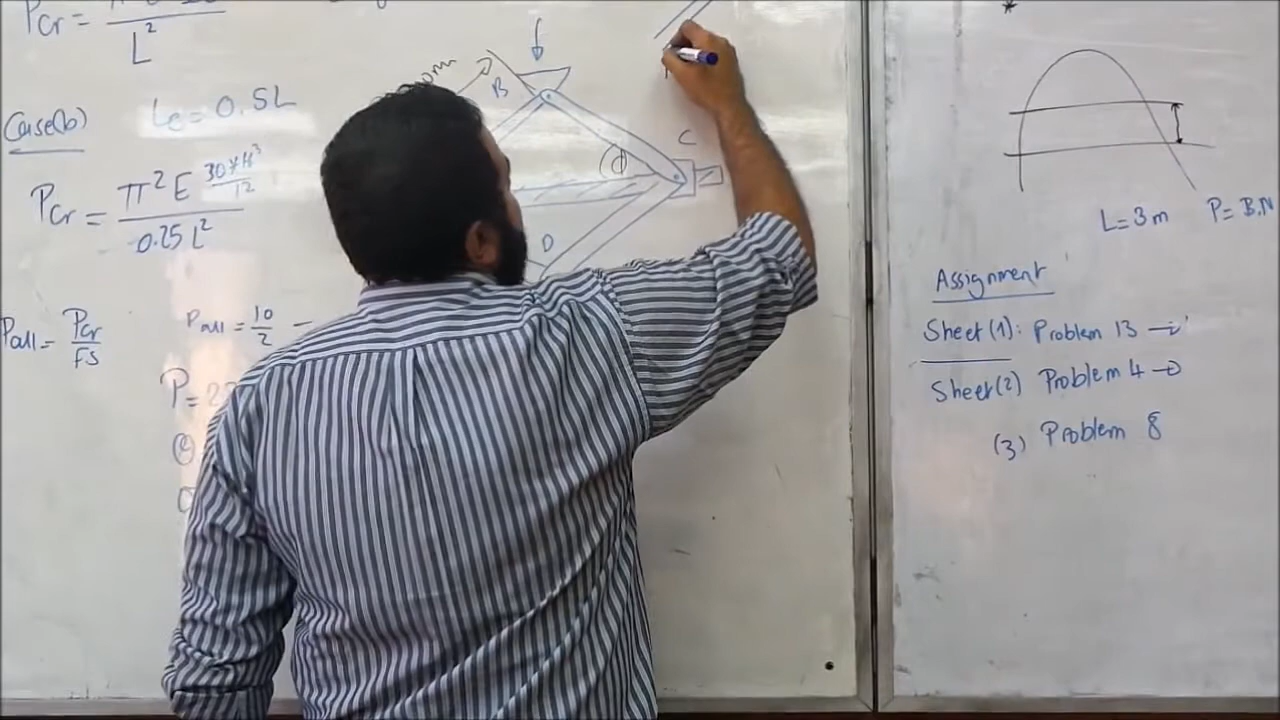 Pcr =
L²
Case(b)
Le = 0.5L
Pcr = π² E 30*H³/12
0.25 L²
Pall = Pcr/FS
Pall = 10/2
P = 2
B
C
D
L = 3m P = B.N
Assignment
Sheet(1): Problem 13
Sheet(2) Problem 4
(3) Problem 8